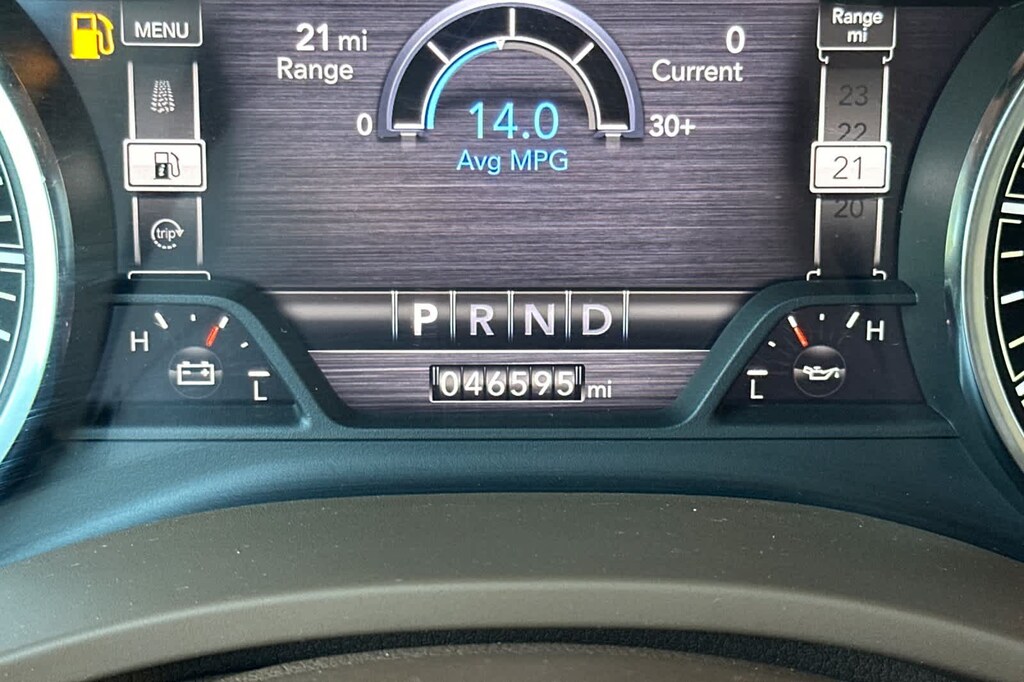 MENU
21 mi
Range
0
Current
Range
mi
0
14.0
30+
Avg MPG
23
22
21
20
i
trip
P R N D
H
L
H
L
046595 mi